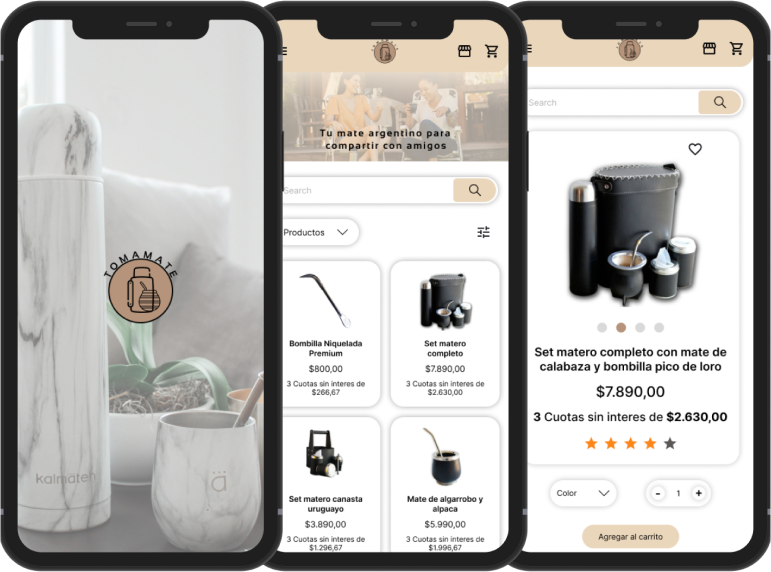 TOMAMATE
kalmateh
ä
Tu mate argentino para
compartir con amigos
Search
Productos
Bombilla Niquelada
Premium
$800,00
3 Cuotas sin interes de
$266,67
Set matero
completo
$7.890,00
3 Cuotas sin interes de
$2.630,00
Set matero canasta
uruguayo
$3.890,00
3 Cuotas sin interes de
$1.296,67
Mate de algarrobo y
alpaca
$5.990,00
3 Cuotas sin interes de
$1.996,67
Search
Set matero completo con mate de
calabaza y bombilla pico de loro
$7.890,00
3 Cuotas sin interes de $2.630,00
Color
- 1 +
Agregar al carrito